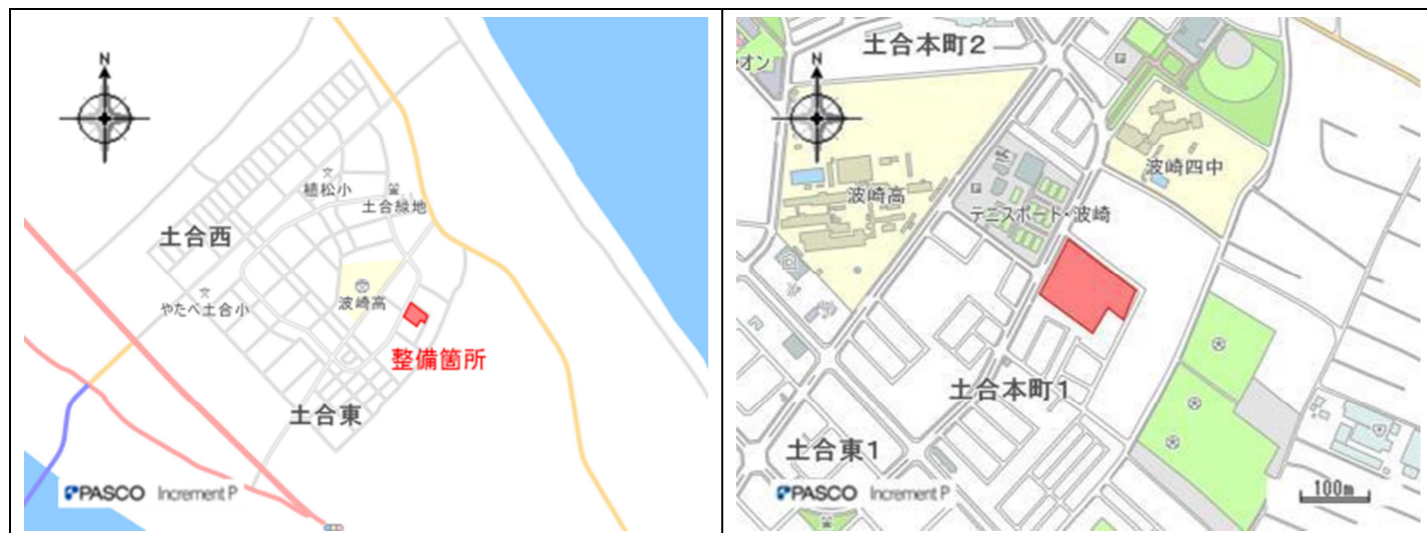 N
植松小
土合緑地
土合西
やたべ土合小
波崎高
整備箇所
土合東
PASCO Increment P
土合本町2
オン
N
波崎高
波崎四中
テニスポート・波崎
土合本町1
土合東1
PASCO Increment P
100m